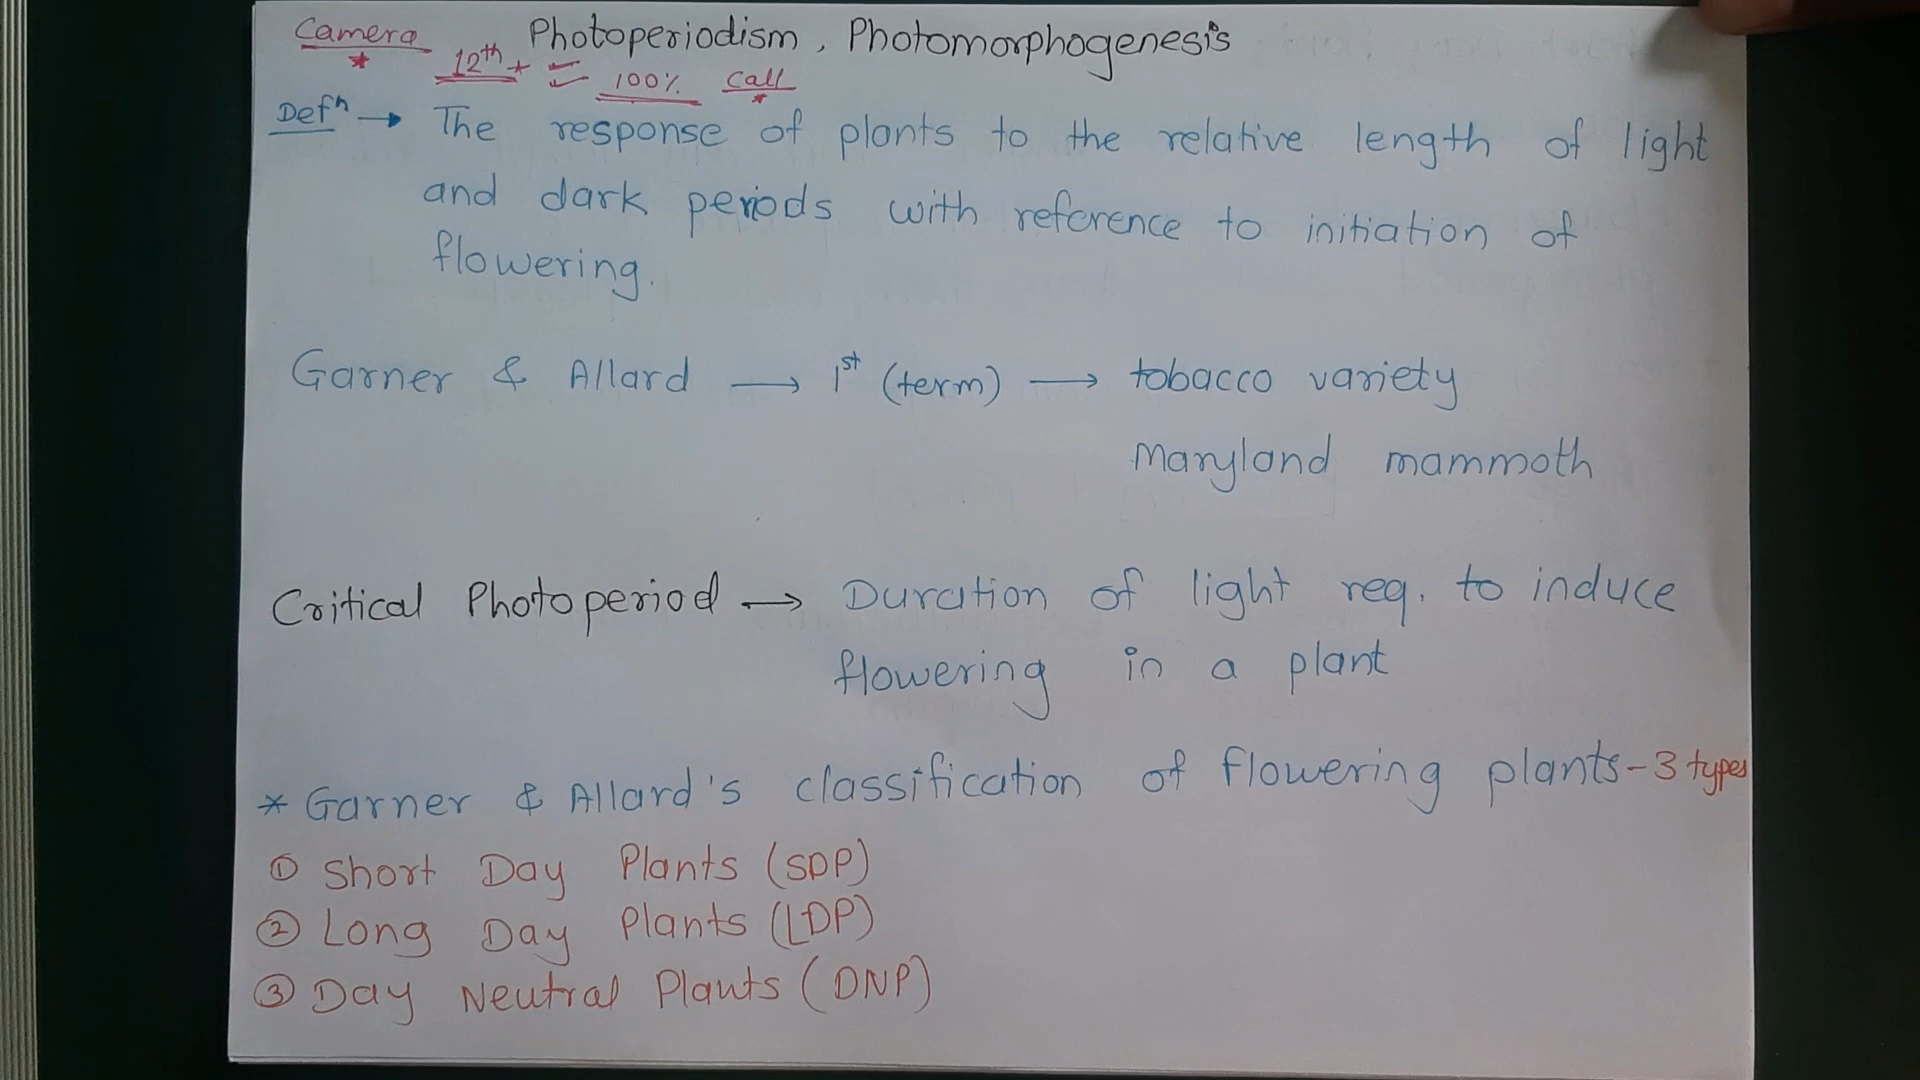 Camera Photoperiodism, Photomorphogenesis
12th 100% call
Defn → The response of plants to the relative length of light
and dark periods with reference to initiation of
flowering.
Garner & Allard → 1st (term) → tobacco variety
Maryland mammoth
Critical Photoperiod → Duration of light req. to induce
flowering in a plant
* Garner & Allard's classification of flowering plants - 3 types
① Short Day Plants (SDP)
② Long Day Plants (LDP)
③ Day Neutral Plants (DNP)